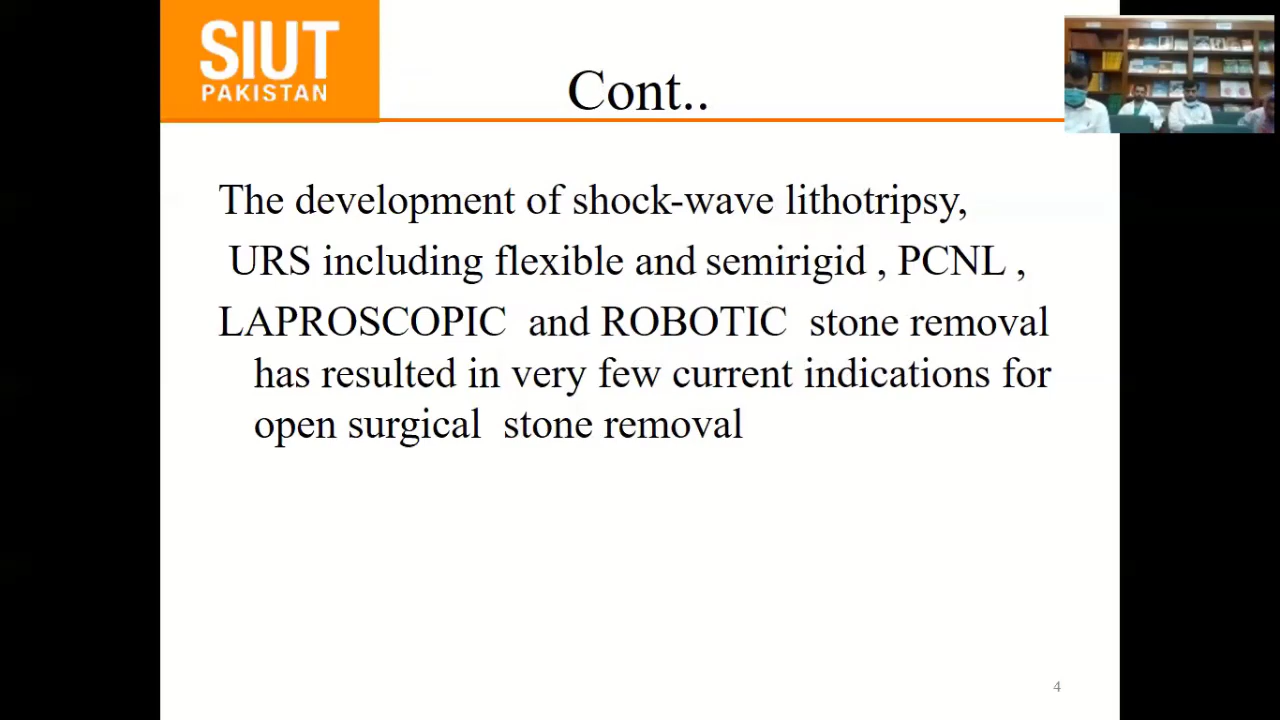 SIUT
PAKISTAN
Cont..
The development of shock-wave lithotripsy,
URS including flexible and semirigid , PCNL ,
LAPROSCOPIC and ROBOTIC stone removal
has resulted in very few current indications for
open surgical stone removal
4